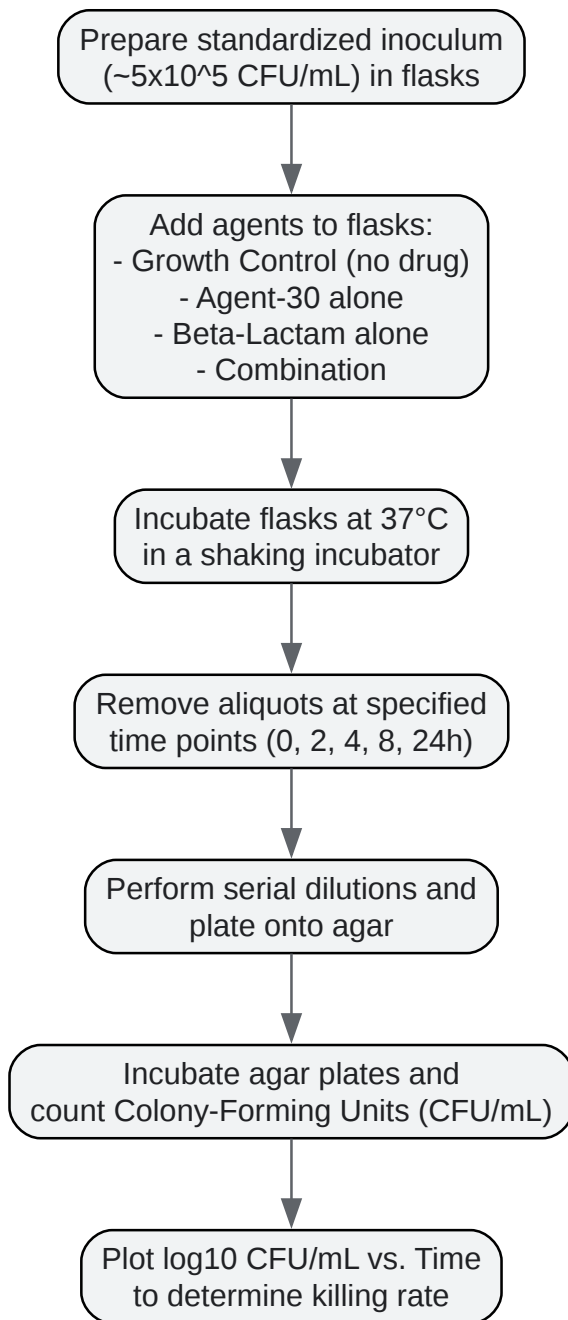 Prepare standardized inoculum
(~5x10^5 CFU/mL) in flasks
Add agents to flasks:
- Growth Control (no drug)
- Agent-30 alone
- Beta-Lactam alone
- Combination
Incubate flasks at 37°C
in a shaking incubator
Remove aliquots at specified
time points (0, 2, 4, 8, 24h)
Perform serial dilutions and
plate onto agar
Incubate agar plates and
count Colony-Forming Units (CFU/mL)
Plot log10 CFU/mL vs. Time
to determine killing rate